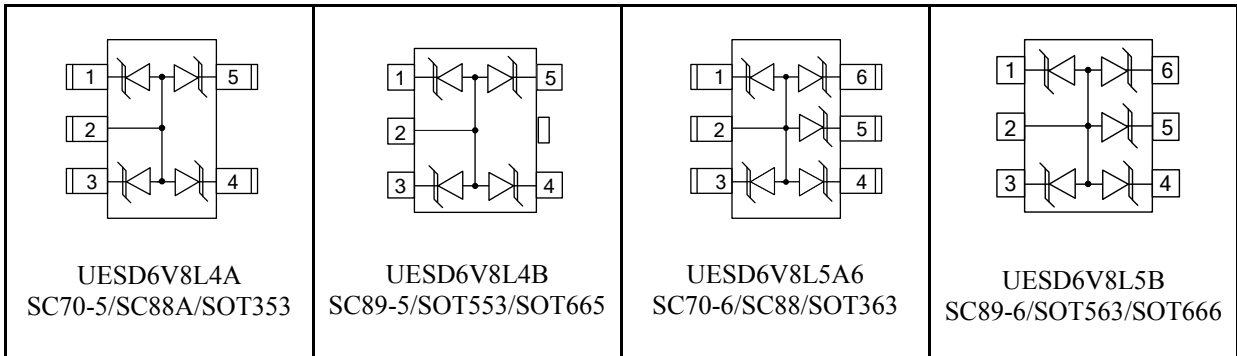 1 5
2
3 4
UESD6V8L4A
SC70-5/SC88A/SOT353
1 5
2
3 4
UESD6V8L4B
SC89-5/SOT553/SOT665
1 6
2 5
3 4
UESD6V8L5A6
SC70-6/SC88/SOT363
1 6
2 5
3 4
UESD6V8L5B
SC89-6/SOT563/SOT666